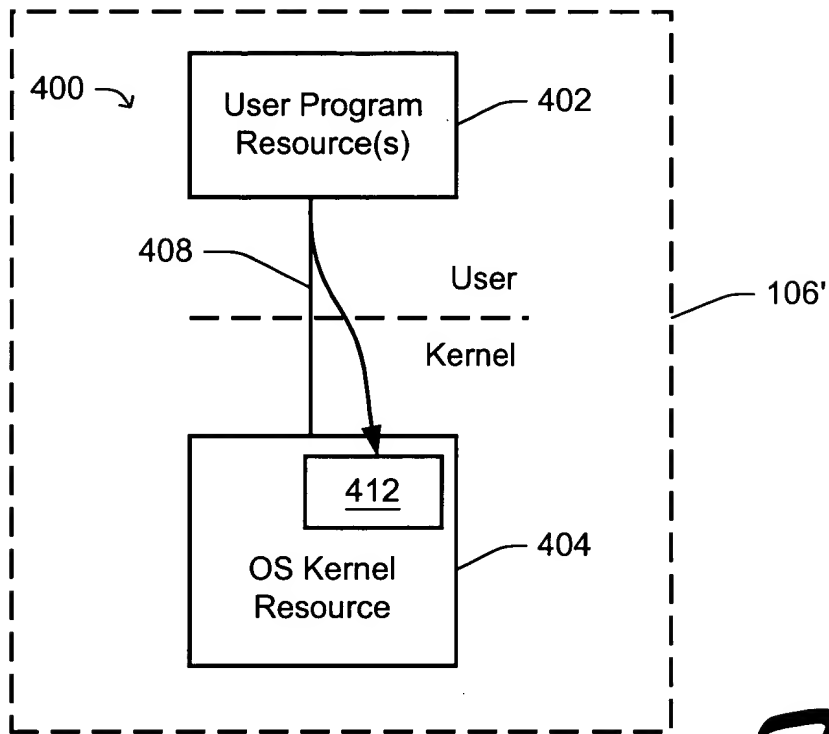 400
User Program
Resource(s)
402
408
User
106'
Kernel
412
404
OS Kernel
Resource